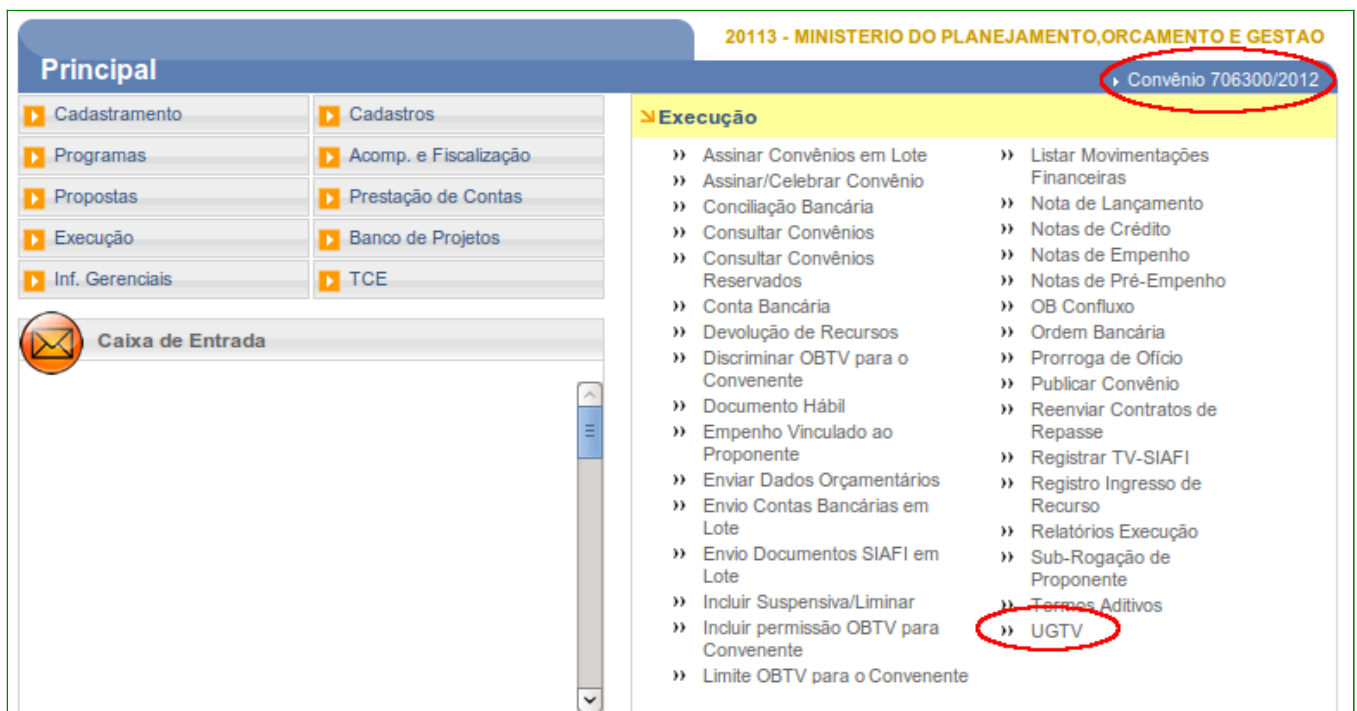 20113 - MINISTERIO DO PLANEJAMENTO,ORCAMENTO E GESTAO
Principal
Convênio 706300/2012
Cadastramento
Cadastros
Programas
Acomp. e Fiscalização
Propostas
Prestação de Contas
Execução
Banco de Projetos
Inf. Gerenciais
TCE
Caixa de Entrada
Execução
Assinar Convênios em Lote
Assinar/Celebrar Convênio
Conciliação Bancária
Consultar Convênios
Consultar Convênios
Reservados
Conta Bancária
Devolução de Recursos
Discriminar OBTV para o
Convenente
Documento Hábil
Empenho Vinculado ao
Proponente
Enviar Dados Orçamentários
Envio Contas Bancárias em
Lote
Envio Documentos SIAFI em
Lote
Incluir Suspensiva/Liminar
Incluir permissão OBTV para
Convenente
Limite OBTV para o Convenente
Listar Movimentações
Financeiras
Nota de Lançamento
Notas de Crédito
Notas de Empenho
Notas de Pré-Empenho
OB Confluxo
Ordem Bancária
Prorroga de Ofício
Publicar Convênio
Reenviar Contratos de
Repasse
Registrar TV-SIAFI
Registro Ingresso de
Recurso
Relatórios Execução
Sub-Rogação de
Proponente
Termos Aditivos
UGTV